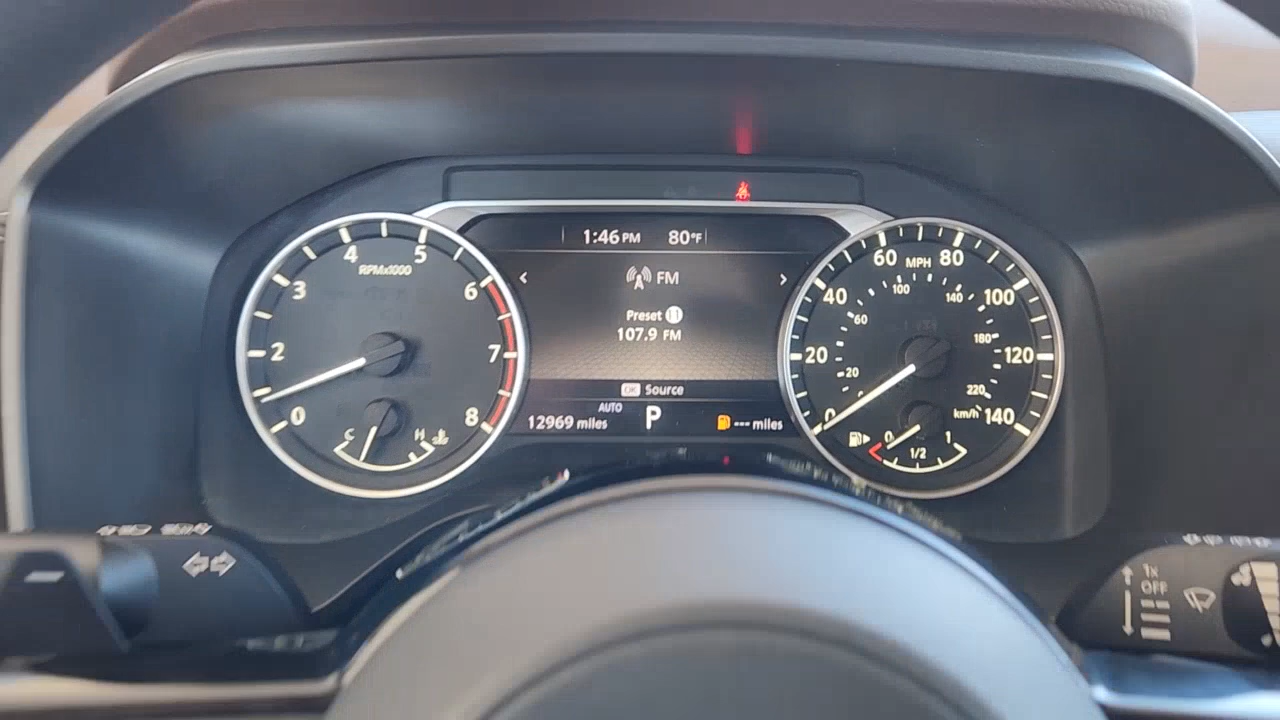 1:46 PM 80°F
FM
Preset 11
107.9 FM
OK Source
AUTO
12969 miles P --- miles
RPMx1000
0 2 3 4 5 6 7 8
C H
MPH
0 20 40 60 80 100 120 140
20 60 100 140 180 220
km/h
0 1/2 1
1x
OFF